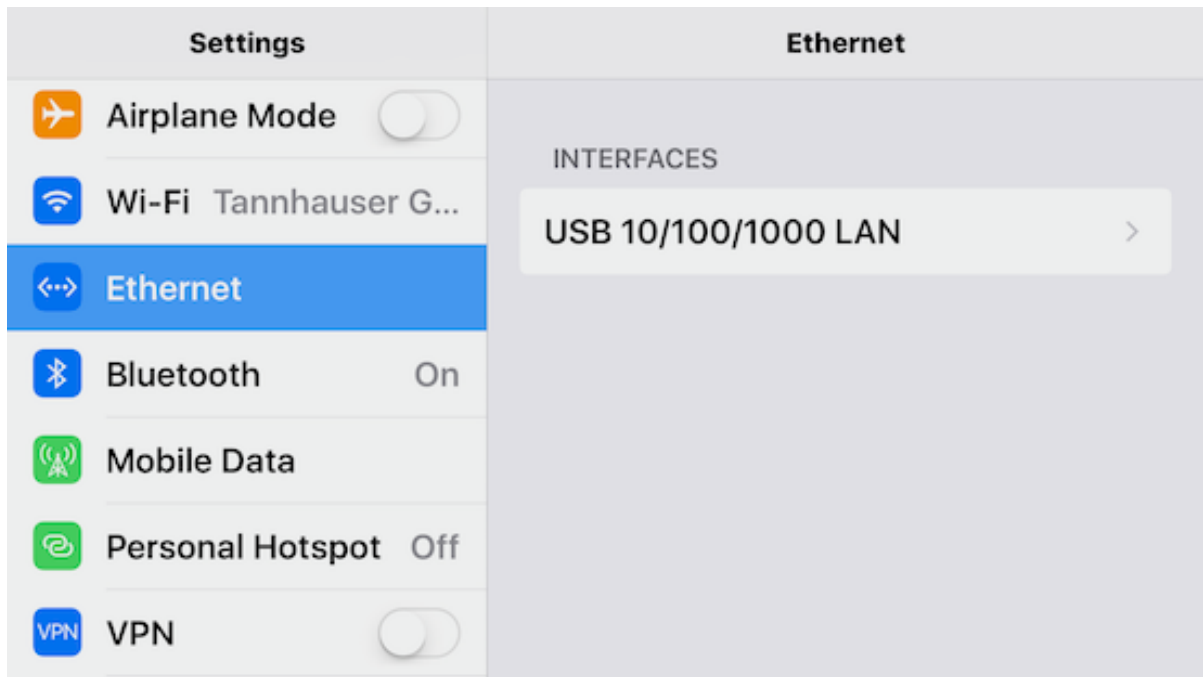 Settings
Airplane Mode
Wi-Fi Tannhauser G...
Ethernet
Bluetooth On
Mobile Data
Personal Hotspot Off
VPN VPN
Ethernet
INTERFACES
USB 10/100/1000 LAN